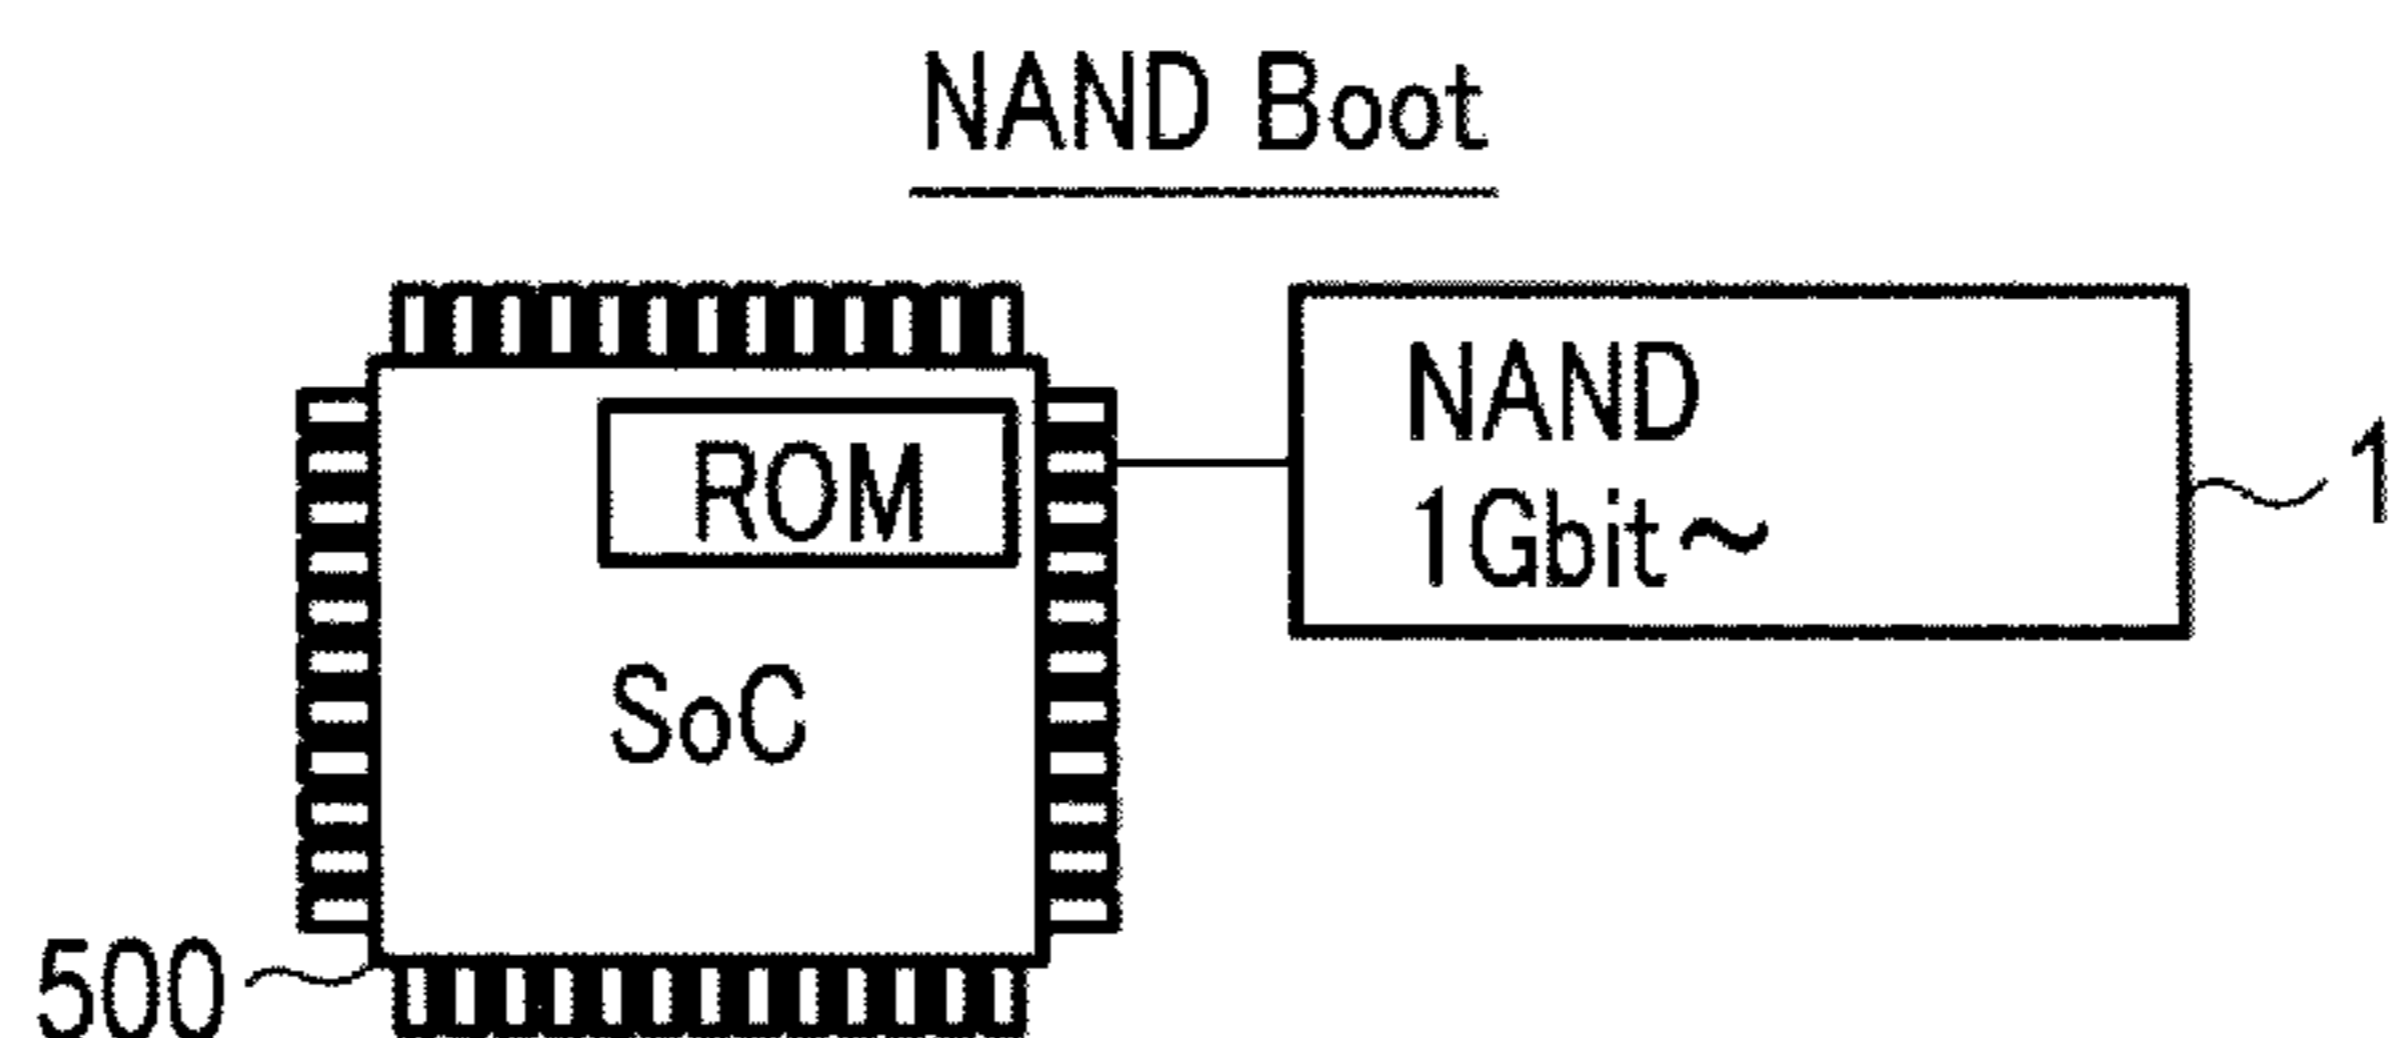 NAND Boot
ROM
SoC
NAND
1Gbit~
1
500